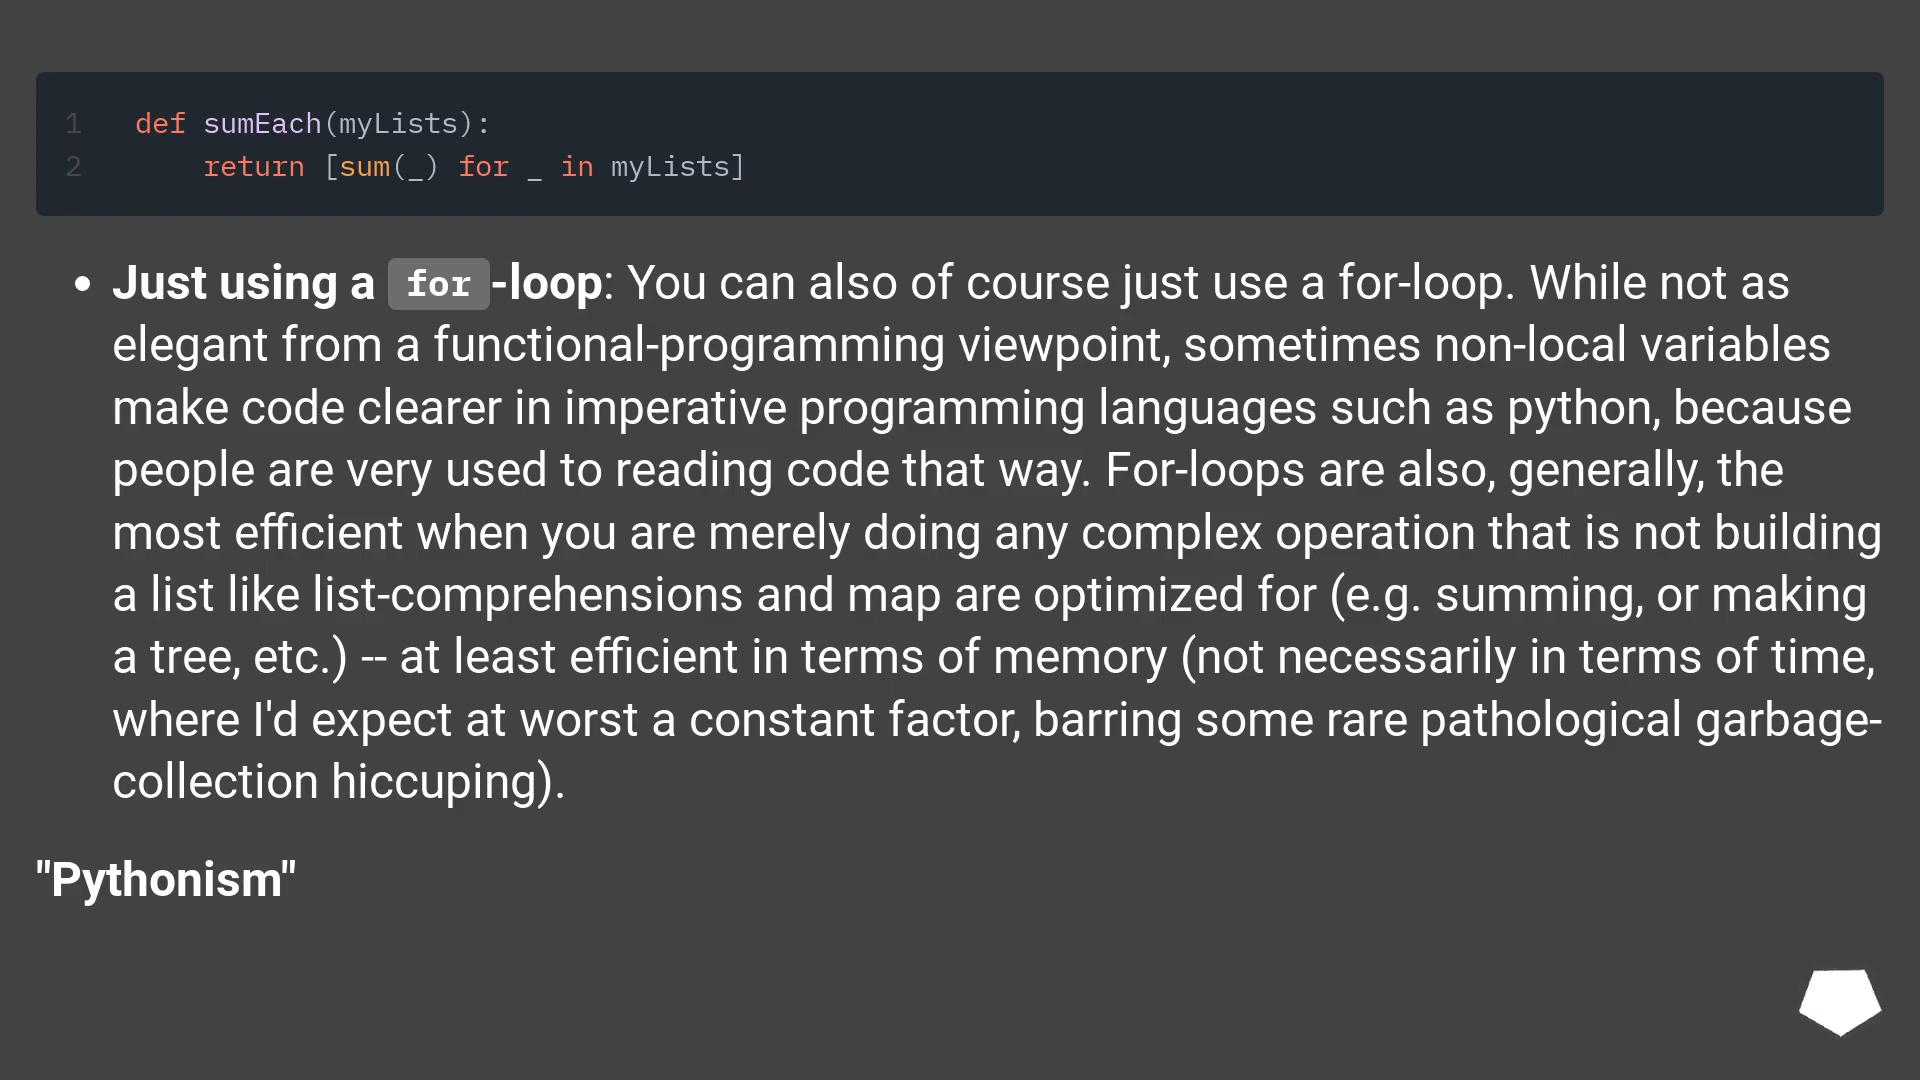 1 def sumEach(myLists):
2 return [sum(_) for _ in myLists]
• Just using a for-loop: You can also of course just use a for-loop. While not as
elegant from a functional-programming viewpoint, sometimes non-local variables
make code clearer in imperative programming languages such as python, because
people are very used to reading code that way. For-loops are also, generally, the
most efficient when you are merely doing any complex operation that is not building
a list like list-comprehensions and map are optimized for (e.g. summing, or making
a tree, etc.) -- at least efficient in terms of memory (not necessarily in terms of time,
where I'd expect at worst a constant factor, barring some rare pathological garbage-
collection hiccuping).
"Pythonism"